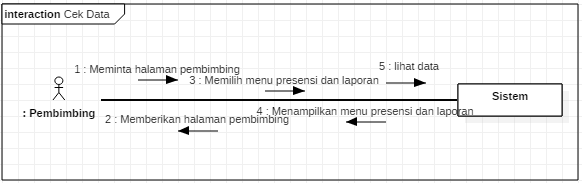 interaction Cek Data
5 : lihat data
1 : Meminta halaman pembimbing
3 : Memilih menu presensi dan laporan
Sistem
: Pembimbing
4 : Menampilkan menu presensi dan laporan
2 : Memberikan halaman pembimbing